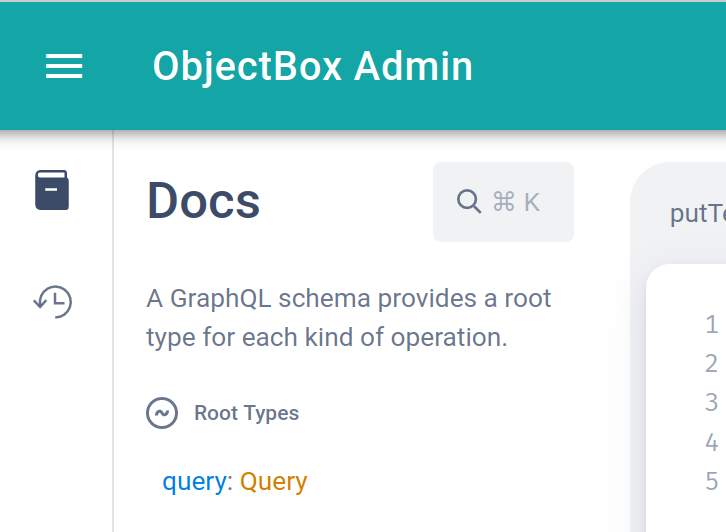 ObjectBox Admin
Docs
⌘ K
A GraphQL schema provides a root
type for each kind of operation.
Root Types
query: Query
1
2
3
4
5